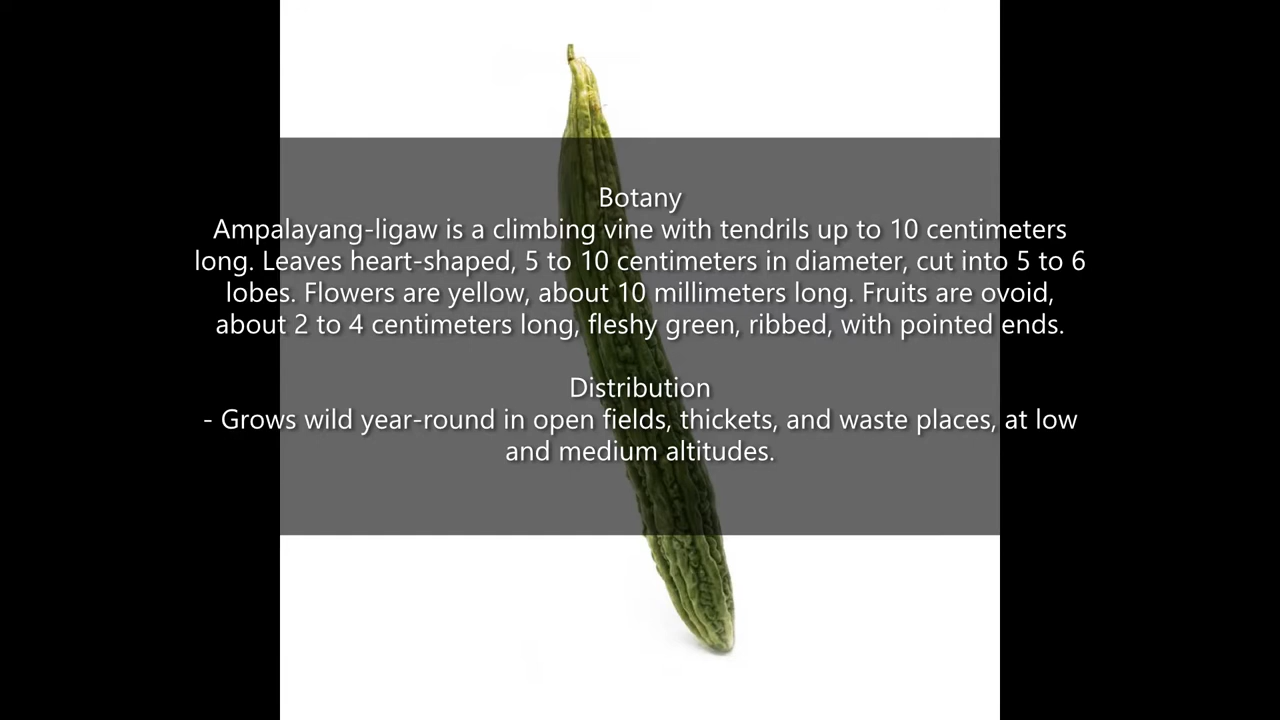 Botany
Ampalayang-ligaw is a climbing vine with tendrils up to 10 centimeters
long. Leaves heart-shaped, 5 to 10 centimeters in diameter, cut into 5 to 6
lobes. Flowers are yellow, about 10 millimeters long. Fruits are ovoid,
about 2 to 4 centimeters long, fleshy green, ribbed, with pointed ends.
Distribution
- Grows wild year-round in open fields, thickets, and waste places, at low
and medium altitudes.